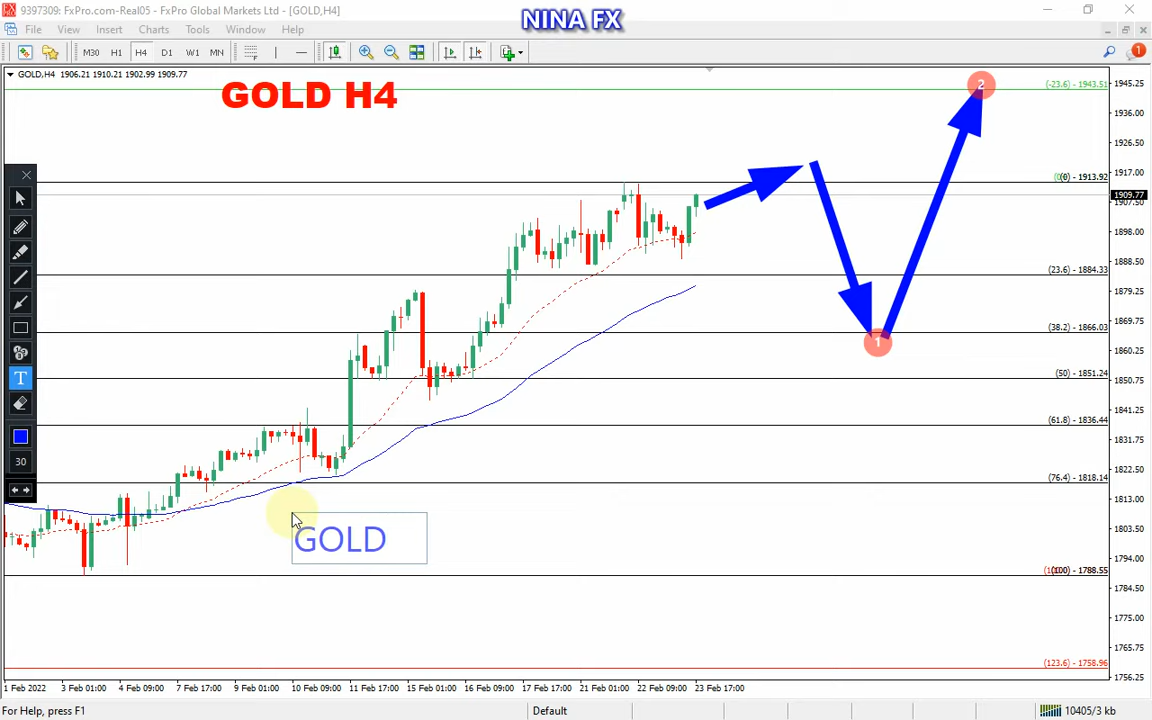 9397309: FxPro.com-Real05 - FxPro Global Markets Ltd - [GOLD,H4]
NINA FX
File View Insert Charts Tools Window Help
M30 H1 H4 D1 W1 MN
1
GOLD,H4 1906.21 1910.21 1902.99 1909.77
GOLD H4
(-23.6) - 1943.51
2
1945.25
1936.00
1926.50
1917.00
(0) - 1913.92
1909.77
1907.50
1898.00
1888.50
(23.6) - 1884.33
1879.25
1869.75
(38.2) - 1866.03
1
1860.25
(50) - 1851.24
1850.75
1841.25
(61.8) - 1836.44
1831.75
1822.50
(76.4) - 1818.14
1813.00
1803.50
1794.00
(100) - 1788.55
1784.50
1775.00
1765.75
(123.6) - 1758.96
1756.25
T
30
GOLD
1 Feb 2022 3 Feb 01:00 4 Feb 09:00 7 Feb 17:00 9 Feb 01:00 10 Feb 09:00 11 Feb 17:00 15 Feb 01:00 16 Feb 09:00 17 Feb 17:00 21 Feb 01:00 22 Feb 09:00 23 Feb 17:00
For Help, press F1 Default 10405/3 kb